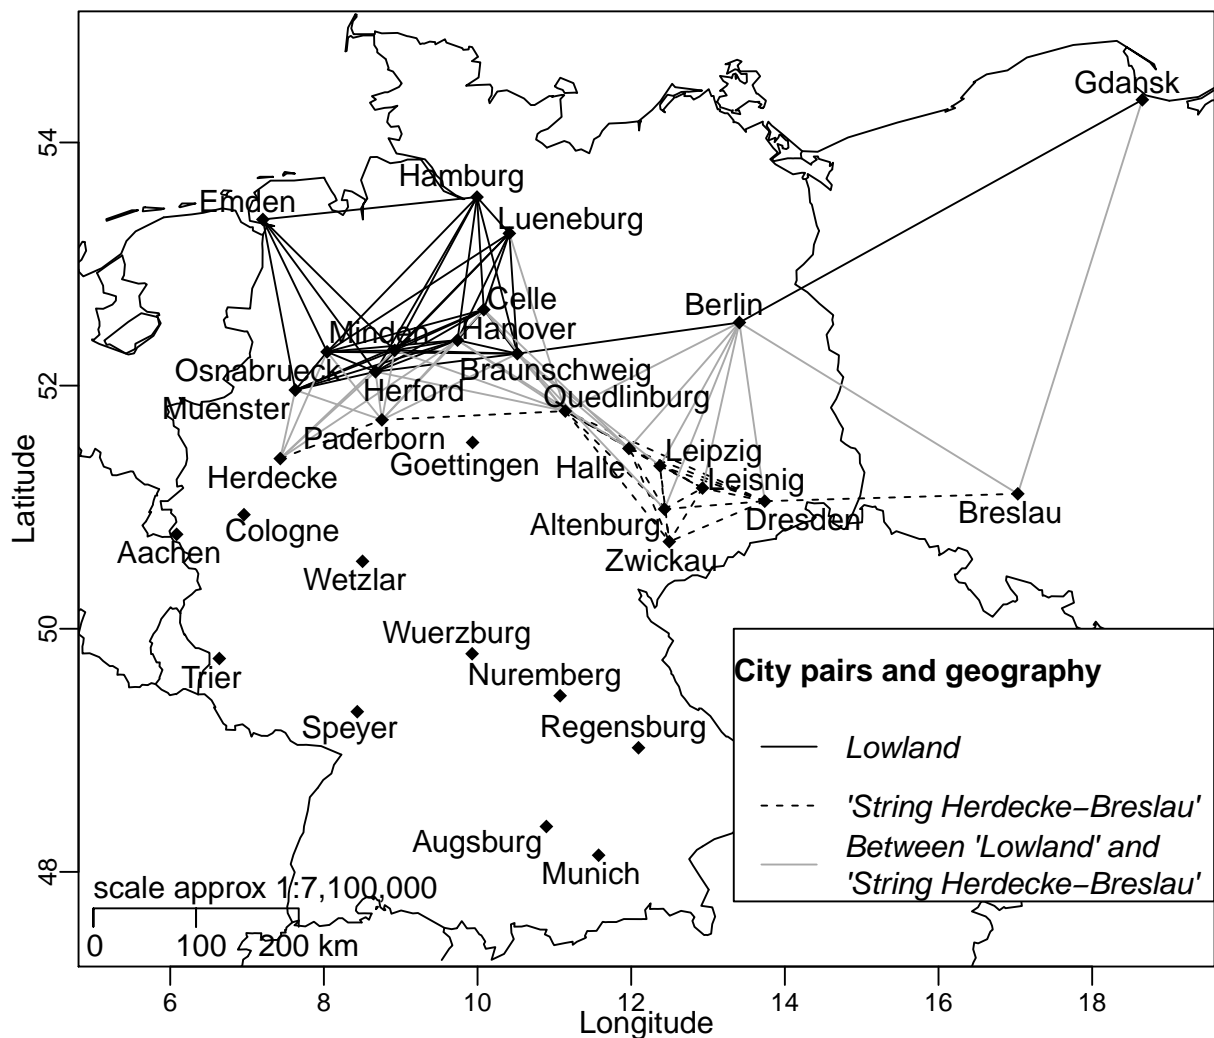 Gdansk
54
Hamburg
Emden
Lueneburg
Celle
Berlin
Minden
Hanover
52
Osnabrueck
Braunschweig
Herford
Quedlinburg
Muenster
Paderborn
Goettingen
Leipzig
Halle
Herdecke
Leisnig
Latitude
Cologne
Altenburg
Dresden
Breslau
Aachen
Zwickau
Wetzlar
50
Wuerzburg
Trier
Nuremberg
City pairs and geography
Speyer
Regensburg
Lowland
'String Herdecke−Breslau'
Augsburg
Between 'Lowland' and
'String Herdecke−Breslau'
48
Munich
scale approx 1:7,100,000
0 100 200 km
6 8 10 12 14 16 18
Longitude